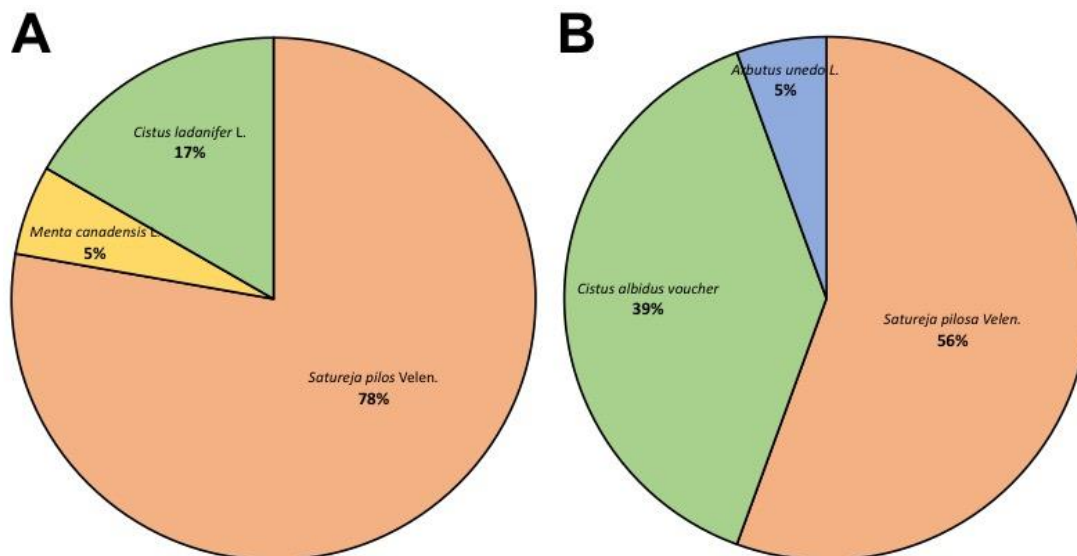 A
Cistus ladanifer L.
17%
Menta canadensis L.
5%
Satureja pilos Velen.
78%
B
Arbutus unedo L.
5%
Cistus albidus voucher
39%
Satureja pilosa Velen.
56%